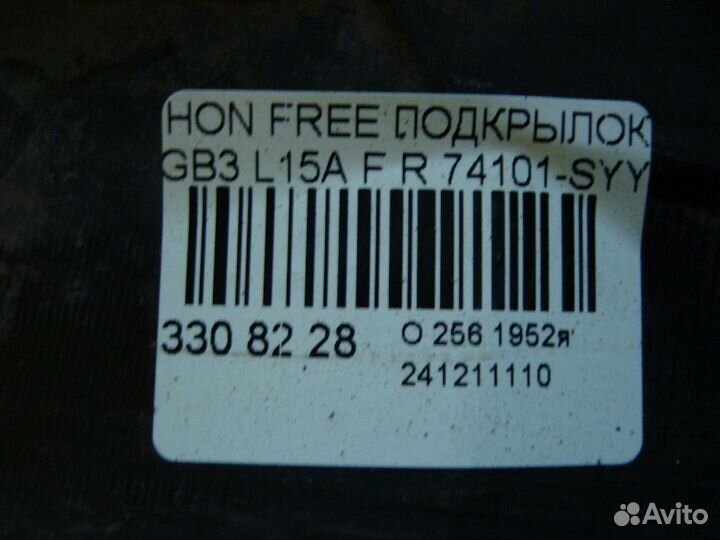 HON FREE ПОДКРЫЛОК
GB3 L15A F R 74101-SYY
330 82 28
О 256 1952я
241211110
Avito